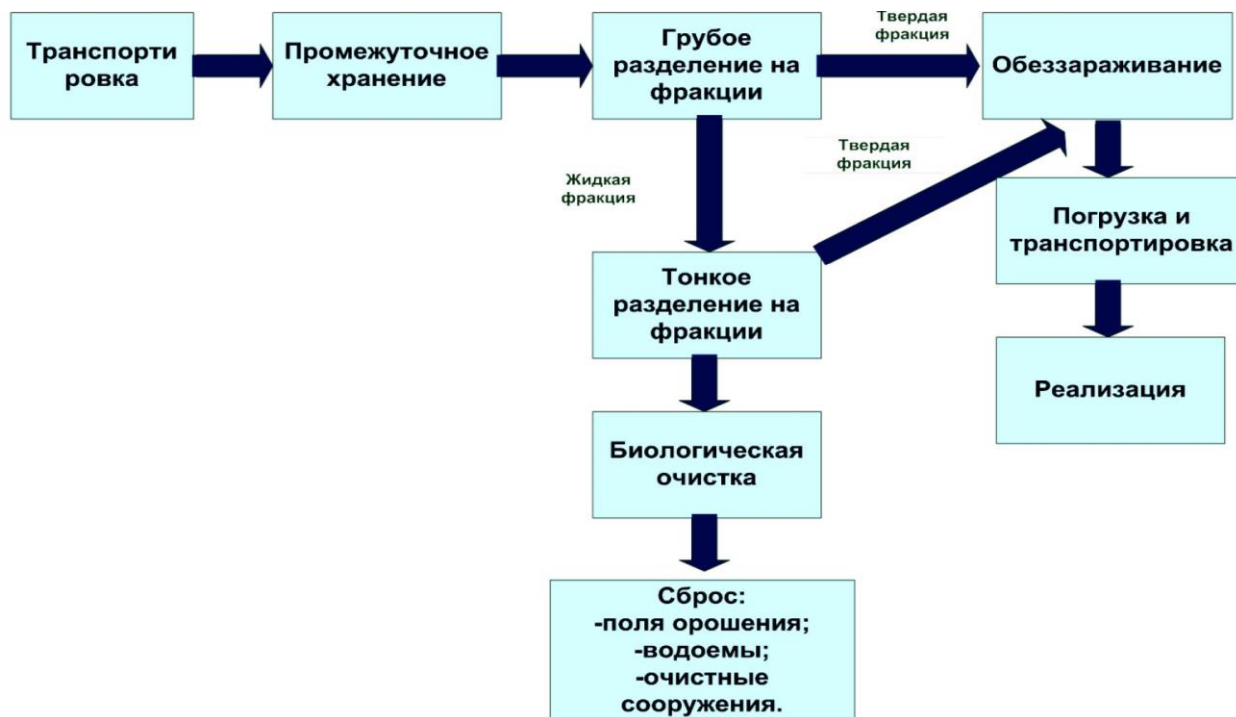 Транспорти
ровка
Промежуточное
хранение
Грубое
разделение на
фракции
Твердая
фракция
Обеззараживание
Жидкая
фракция
Твердая
фракция
Погрузка и
транспортировка
Тонкое
разделение на
фракции
Реализация
Биологическая
очистка
Сброс:
-поля орошения;
-водоемы;
-очистные
сооружения.